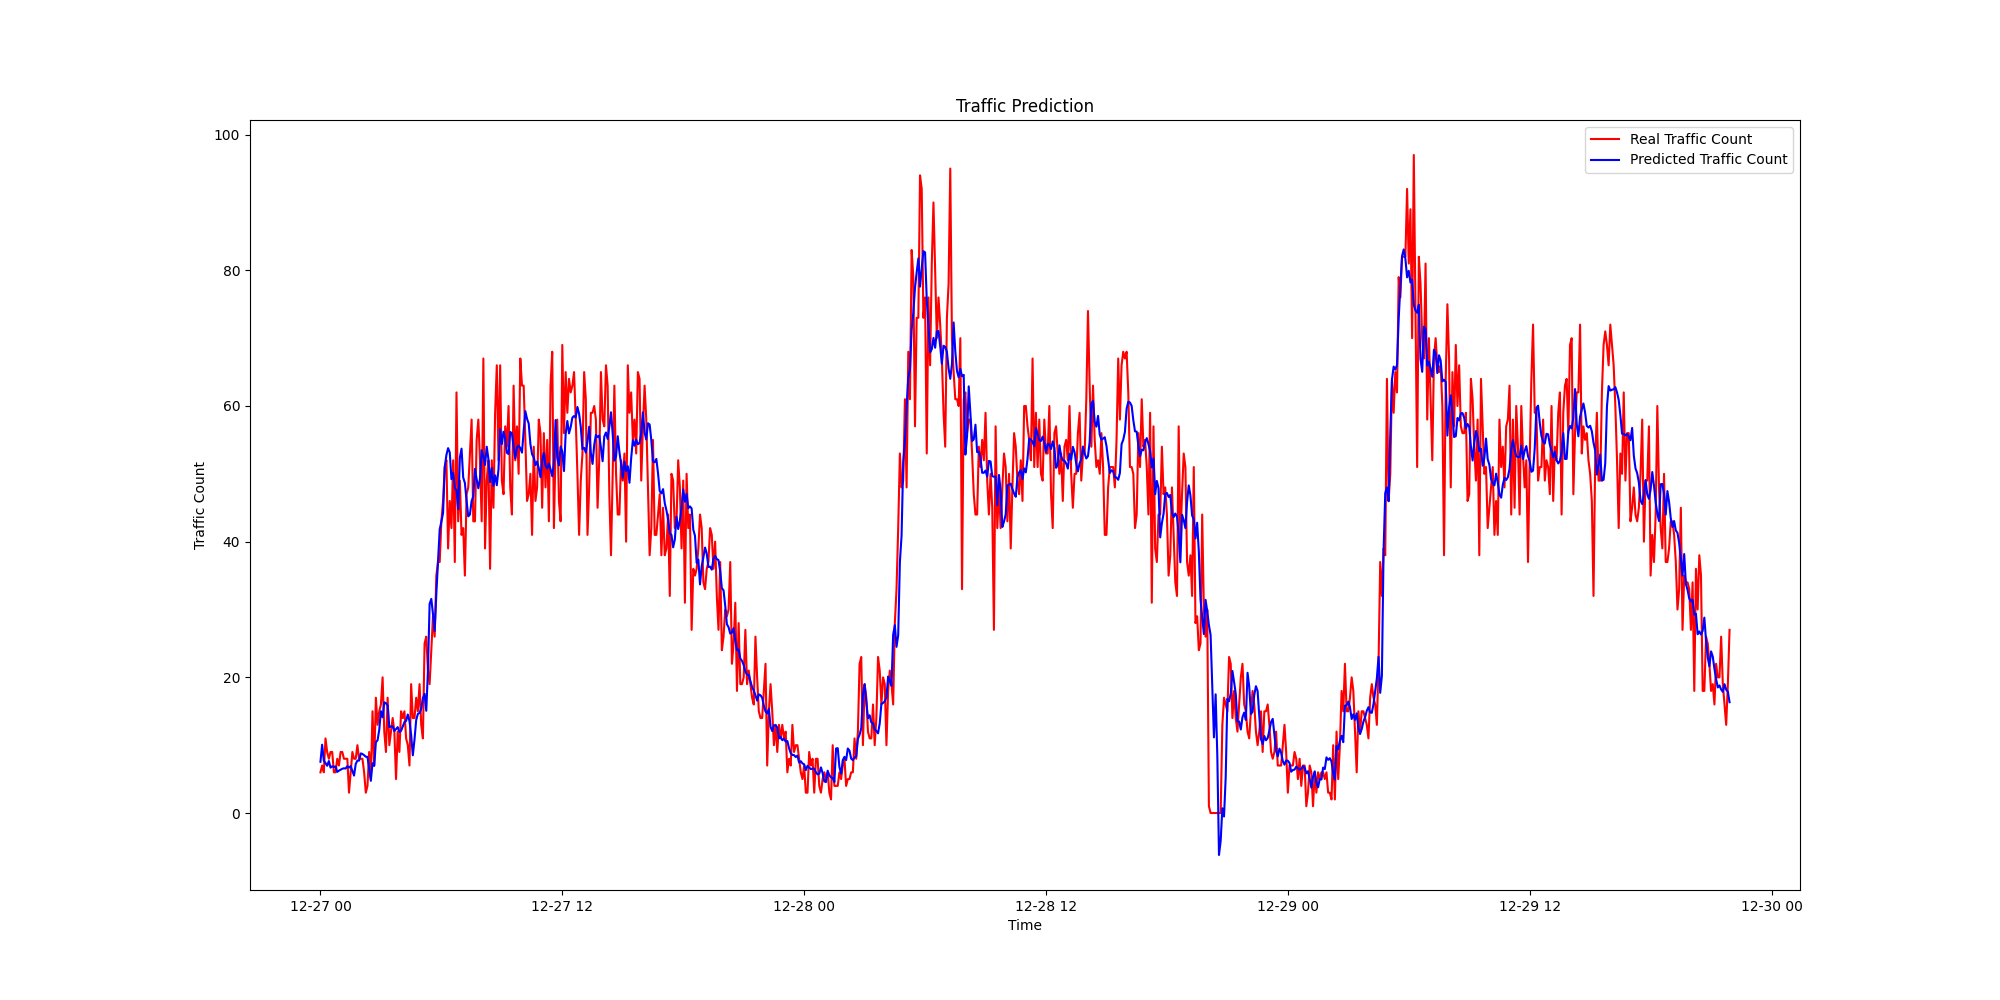 Traffic Prediction
Real Traffic Count
Predicted Traffic Count
Traffic Count
100
80
60
40
20
0
12-27 00
12-27 12
12-28 00
12-28 12
12-29 00
12-29 12
12-30 00
Time